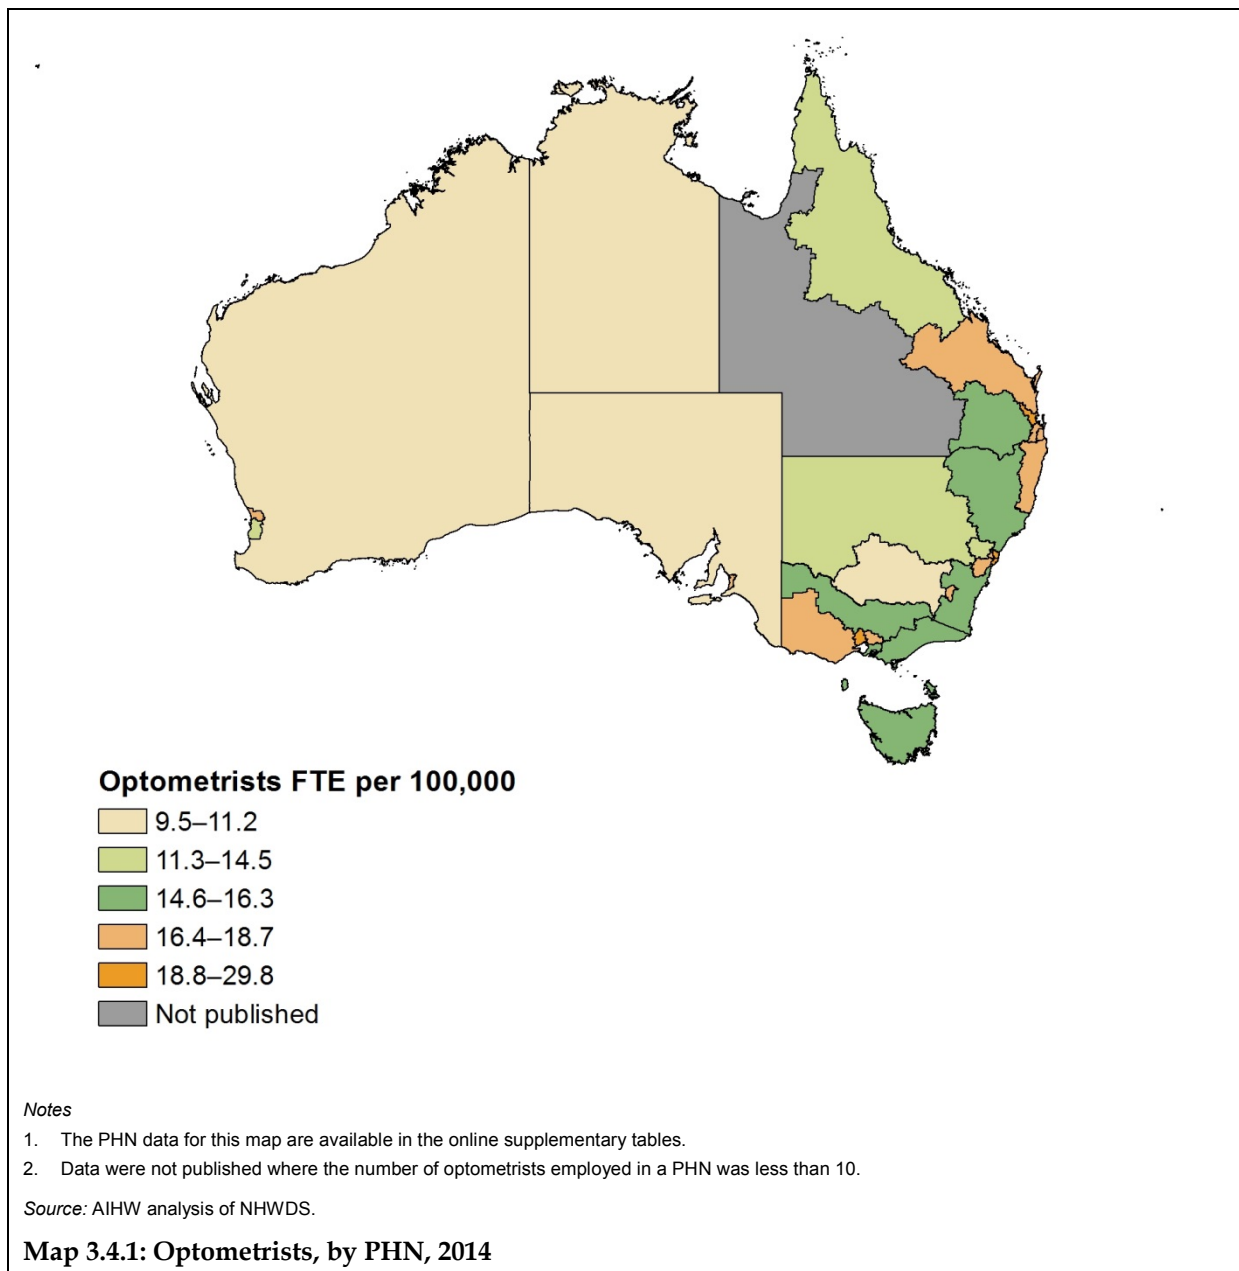 Optometrists FTE per 100,000
9.5–11.2
11.3–14.5
14.6–16.3
16.4–18.7
18.8–29.8
Not published
Notes
1. The PHN data for this map are available in the online supplementary tables.
2. Data were not published where the number of optometrists employed in a PHN was less than 10.
Source: AIHW analysis of NHWDS.
Map 3.4.1: Optometrists, by PHN, 2014